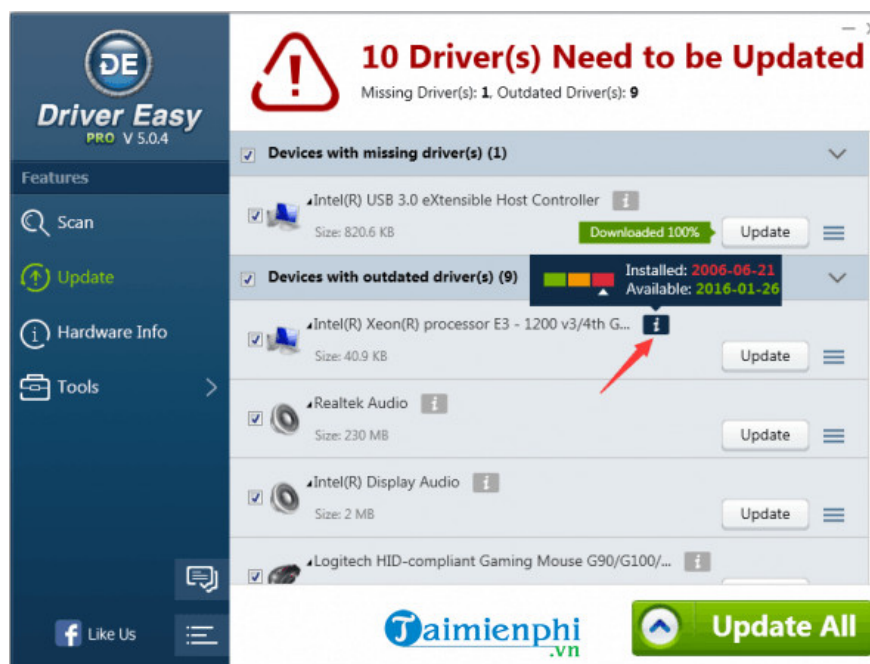 DE
Driver Easy
PRO V 5.0.4
Features
Scan
Update
Hardware Info
Tools
Like Us
10 Driver(s) Need to be Updated
Missing Driver(s): 1, Outdated Driver(s): 9
Devices with missing driver(s) (1)
Intel(R) USB 3.0 eXtensible Host Controller
Size: 820.6 KB
Downloaded 100%
Update
Devices with outdated driver(s) (9)
Installed: 2006-06-21
Available: 2016-01-26
Intel(R) Xeon(R) processor E3 - 1200 v3/4th G...
Size: 40.9 KB
Update
Realtek Audio
Size: 230 MB
Update
Intel(R) Display Audio
Size: 2 MB
Update
Logitech HID-compliant Gaming Mouse G90/G100/...
Taimienphi
.vn
Update All